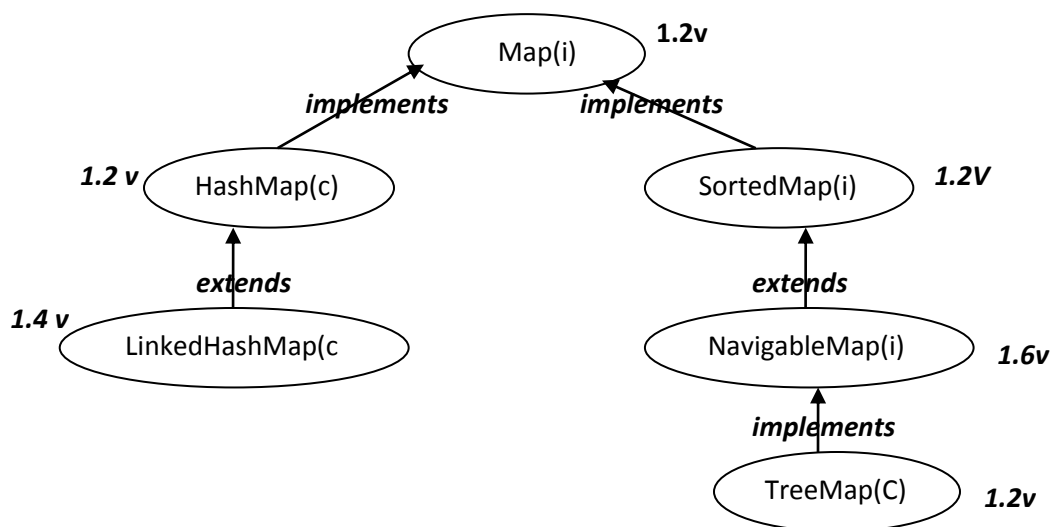 Map(i) 1.2v
implements implements
1.2 v HashMap(c) SortedMap(i) 1.2V
extends extends
1.4 v LinkedHashMap(c NavigableMap(i) 1.6v
implements
TreeMap(C) 1.2v